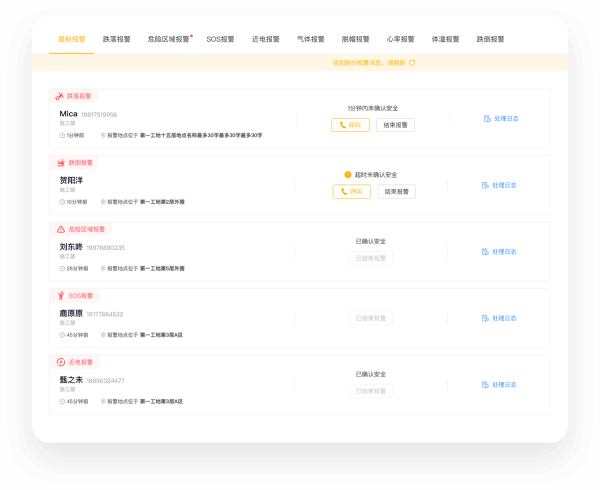 最新报警 跌落报警 危险区域报警 SOS报警 近电报警 气体报警 脱帽报警 心率报警 体温报警 跌倒报警
收到新的报警消息，请刷新
跌落报警
Mica 19817519956
施工部
1分钟前 报警地点位于 第一工地十五层地点名称最多30字最多30字最多30字
1分钟内未确认安全
呼叫 结束报警
处理日志
跌倒报警
贺阳洋
施工部
10分钟前 报警地点位于 第一工地第2层外围
超时未确认安全
呼叫 结束报警
处理日志
危险区域报警
刘东咚 19978890235
施工部
28分钟前 报警地点位于 第一工地第5层外围
已确认安全
已结束报警
处理日志
SOS报警
鹿原原 19177884532
施工部
45分钟前 报警地点位于 第一工地第3层A区
已结束报警
处理日志
近电报警
甄之未 18856324477
施工部
45分钟前 报警地点位于 第一工地第3层A区
已确认安全
已结束报警
处理日志